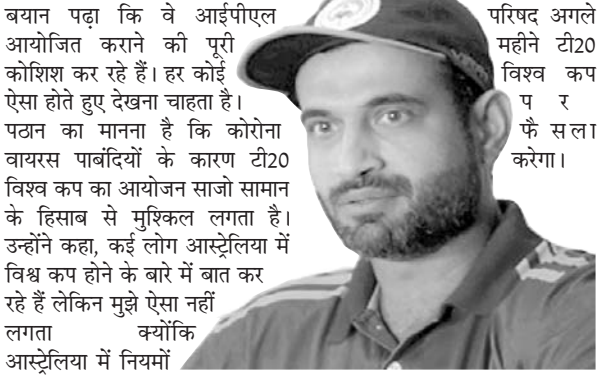 बयान पढ़ा कि वे आईपीएल
आयोजित कराने की पूरी
कोशिश कर रहे हैं। हर कोई
ऐसा होते हुए देखना चाहता है।
पठान का मानना है कि कोरोना
वायरस पाबंदियों के कारण टी20
विश्व कप का आयोजन साजो सामान
के हिसाब से मुश्किल लगता है।
उन्होंने कहा, कई लोग आस्ट्रेलिया में
विश्व कप होने के बारे में बात कर
रहे हैं लेकिन मुझे ऐसा नहीं
लगता क्योंकि
आस्ट्रेलिया में नियमों
परिषद अगले
महीने टी20
विश्व कप
प र
फै सला
करेगा।